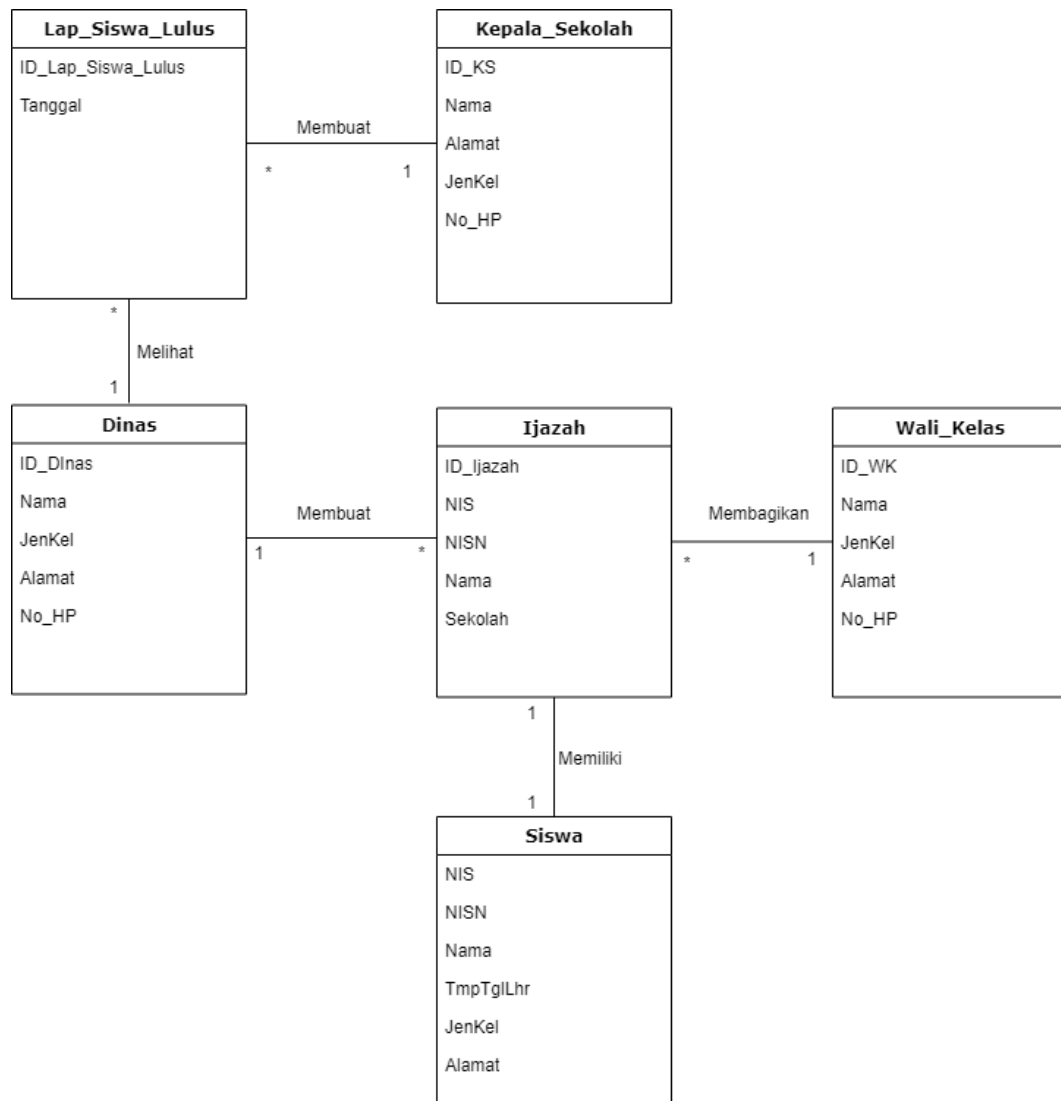 Lap_Siswa_Lulus
ID_Lap_Siswa_Lulus
Tanggal
Membuat
*
1
Kepala_Sekolah
ID_KS
Nama
Alamat
JenKel
No_HP
*
Melihat
1
Dinas
ID_DInas
Nama
JenKel
Alamat
No_HP
Membuat
1
*
Ijazah
ID_Ijazah
NIS
NISN
Nama
Sekolah
Membagikan
*
1
Wali_Kelas
ID_WK
Nama
JenKel
Alamat
No_HP
1
Memiliki
1
Siswa
NIS
NISN
Nama
TmpTglLhr
JenKel
Alamat